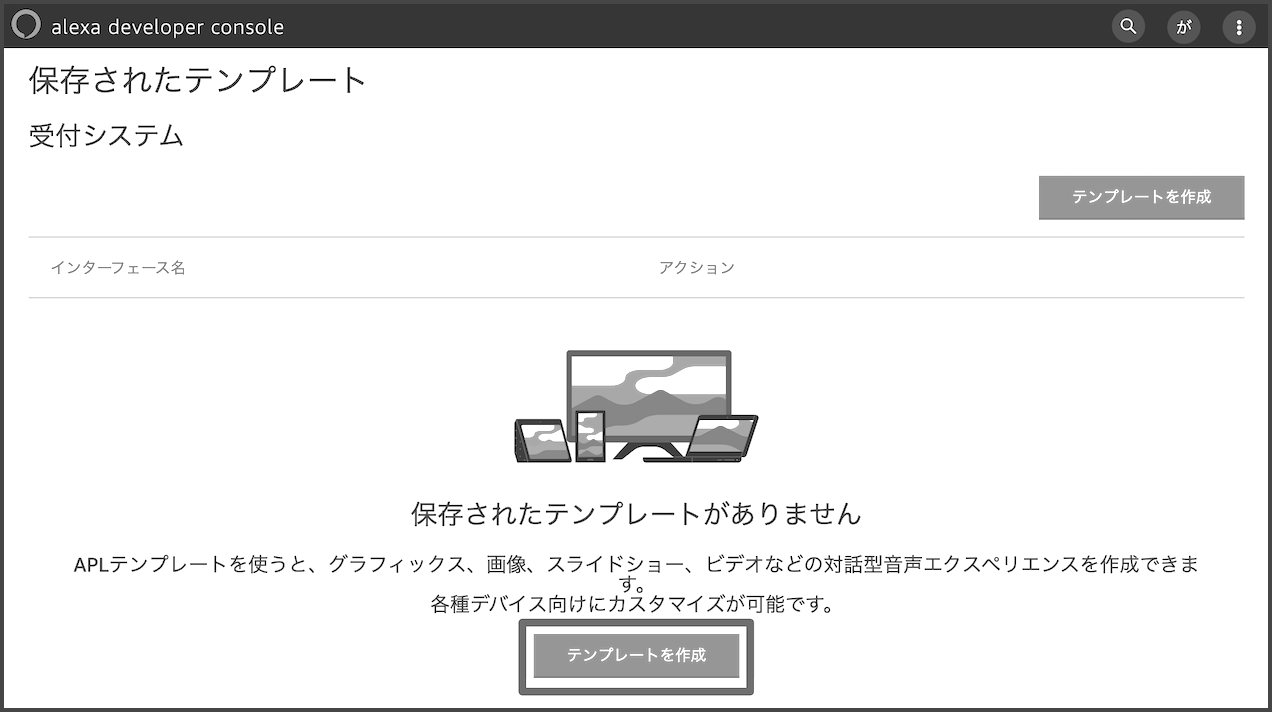 alexa developer console
が
保存されたテンプレート
受付システム
テンプレートを作成
インターフェース名 アクション
保存されたテンプレートがありません
APLテンプレートを使うと、グラフィックス、画像、スライドショー、ビデオなどの対話型音声エクスペリエンスを作成できま
す。
各種デバイス向けにカスタマイズが可能です。
テンプレートを作成